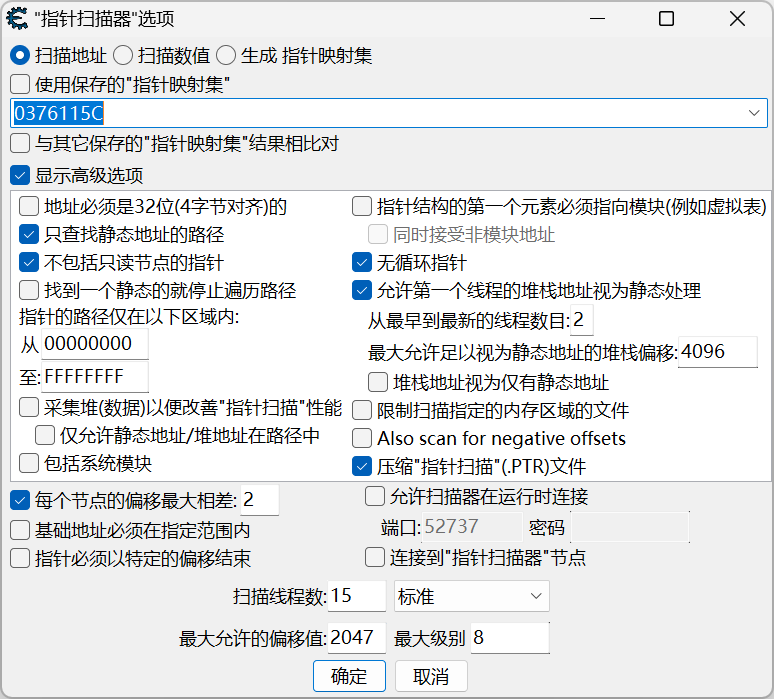 "指针扫描器"选项
扫描地址 扫描数值 生成 指针映射集
使用保存的"指针映射集"
0376115C
与其它保存的"指针映射集"结果相比对
显示高级选项
地址必须是32位(4字节对齐)的
只查找静态地址的路径
不包括只读节点的指针
找到一个静态的就停止遍历路径
指针的路径仅在以下区域内:
从 00000000
至: FFFFFFFF
采集堆(数据)以便改善"指针扫描"性能
仅允许静态地址/堆地址在路径中
包括系统模块
指针结构的第一个元素必须指向模块(例如虚拟表)
同时接受非模块地址
无循环指针
允许第一个线程的堆栈地址视为静态处理
从最早到最新的线程数目: 2
最大允许足以视为静态地址的堆栈偏移: 4096
堆栈地址视为仅有静态地址
限制扫描指定的内存区域的文件
Also scan for negative offsets
压缩"指针扫描"(.PTR)文件
每个节点的偏移最大相差: 2
基础地址必须在指定范围内
指针必须以特定的偏移结束
允许扫描器在运行时连接
端口: 52737 密码
连接到"指针扫描器"节点
扫描线程数: 15 标准
最大允许的偏移值: 2047 最大级别 8
确定 取消